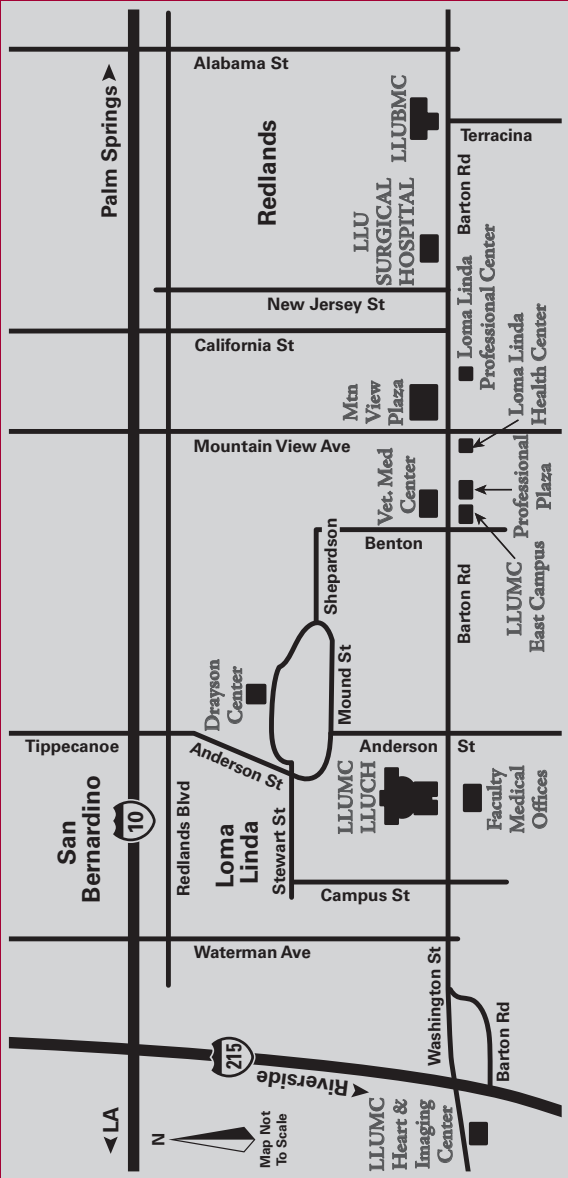 ◄ LA
Palm Springs ►
San
Bernardino
10
Tippecanoe
Redlands Blvd
Alabama St
Redlands
215
Riverside ►
N
Map Not
To Scale
Waterman Ave
Loma
Linda
Anderson St
Stewart St
Campus St
Drayson
Center
Mound St
Shepardson
Mountain View Ave
California St
New Jersey St
LLUMC
Heart &
Imaging
Center
Washington St
Barton Rd
LLUMC
LLUCH
Anderson
St
Faculty
Medical
Offices
Benton
Vet. Med
Center
Mtn
View
Plaza
LLU
SURGICAL
HOSPITAL
LLUBMC
Barton Rd
LLUMC
East Campus
Professional
Plaza
Loma Linda
Health Center
Loma Linda
Professional Center
Barton Rd
Terracina